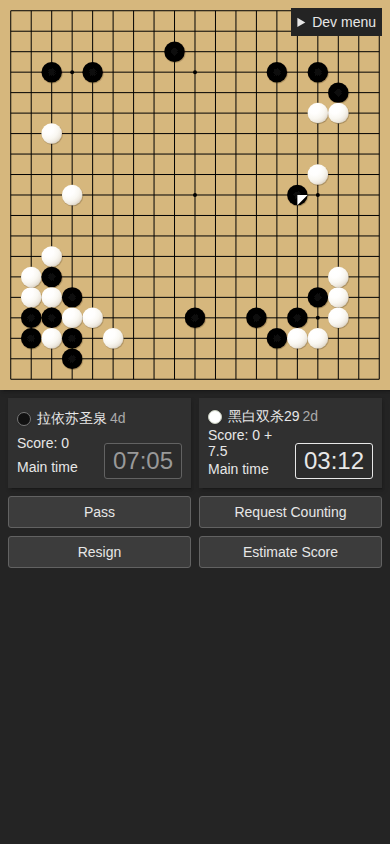 Dev menu
拉依苏圣泉 4d
Score: 0
Main time
07:05
黑白双杀29 2d
Score: 0 +
7.5
Main time
03:12
Pass
Request Counting
Resign
Estimate Score